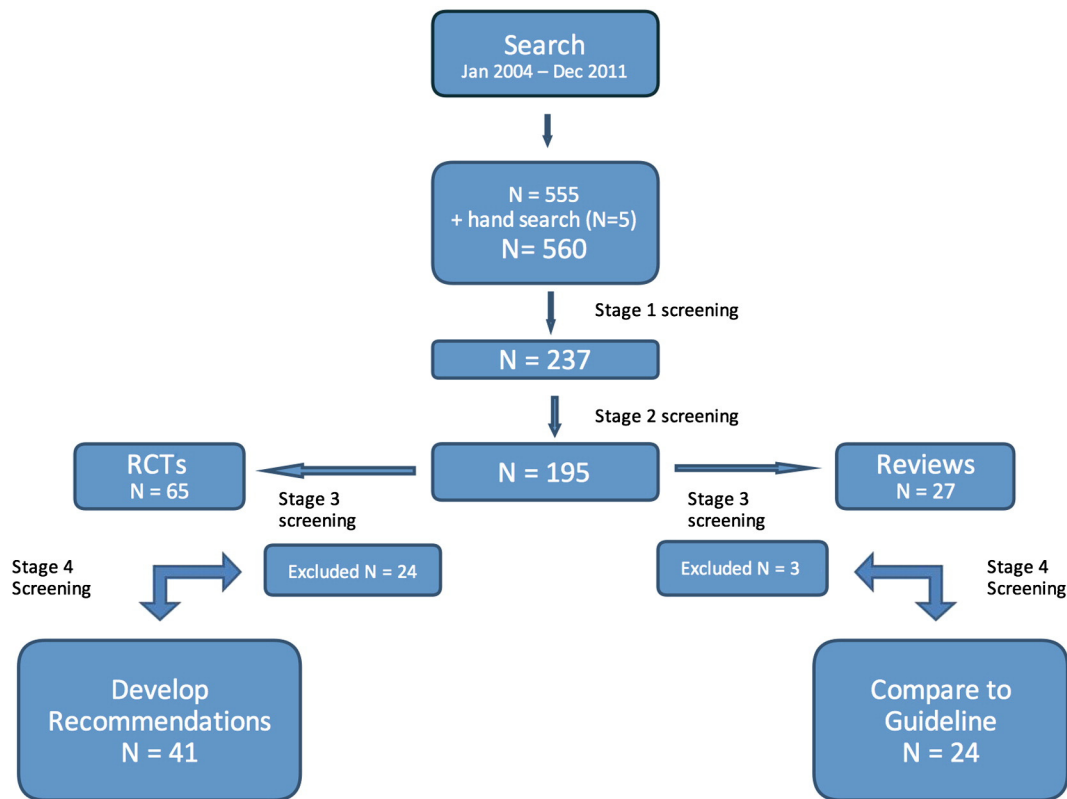 Search
Jan 2004 – Dec 2011
N = 555
+ hand search (N=5)
N= 560
Stage 1 screening
N = 237
Stage 2 screening
RCTs
N = 65
N = 195
Reviews
N = 27
Stage 3
screening
Stage 3
screening
Stage 4
Screening
Excluded N = 24
Excluded N = 3
Stage 4
Screening
Develop
Recommendations
N = 41
Compare to
Guideline
N = 24